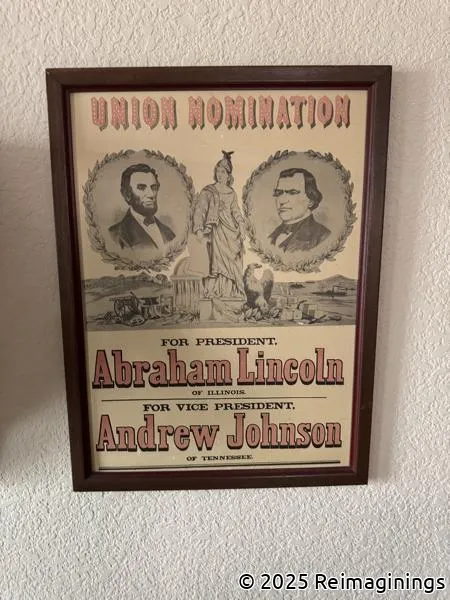 UNION NOMINATION
FOR PRESIDENT,
Abraham Lincoln
OF ILLINOIS.
FOR VICE PRESIDENT,
Andrew Johnson
OF TENNESSEE.
© 2025 Reimaginings